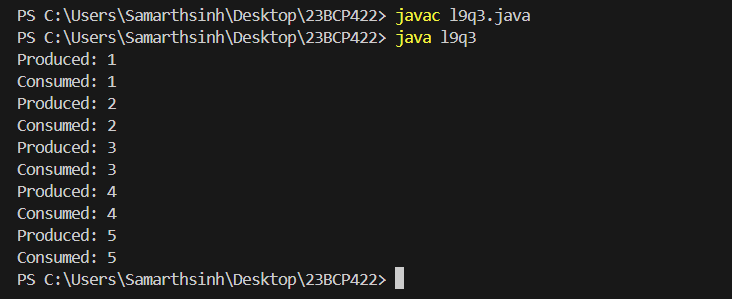 PS C:\Users\Samarthsinh\Desktop\23BCP422> javac l9q3.java
PS C:\Users\Samarthsinh\Desktop\23BCP422> java l9q3
Produced: 1
Consumed: 1
Produced: 2
Consumed: 2
Produced: 3
Consumed: 3
Produced: 4
Consumed: 4
Produced: 5
Consumed: 5
PS C:\Users\Samarthsinh\Desktop\23BCP422>